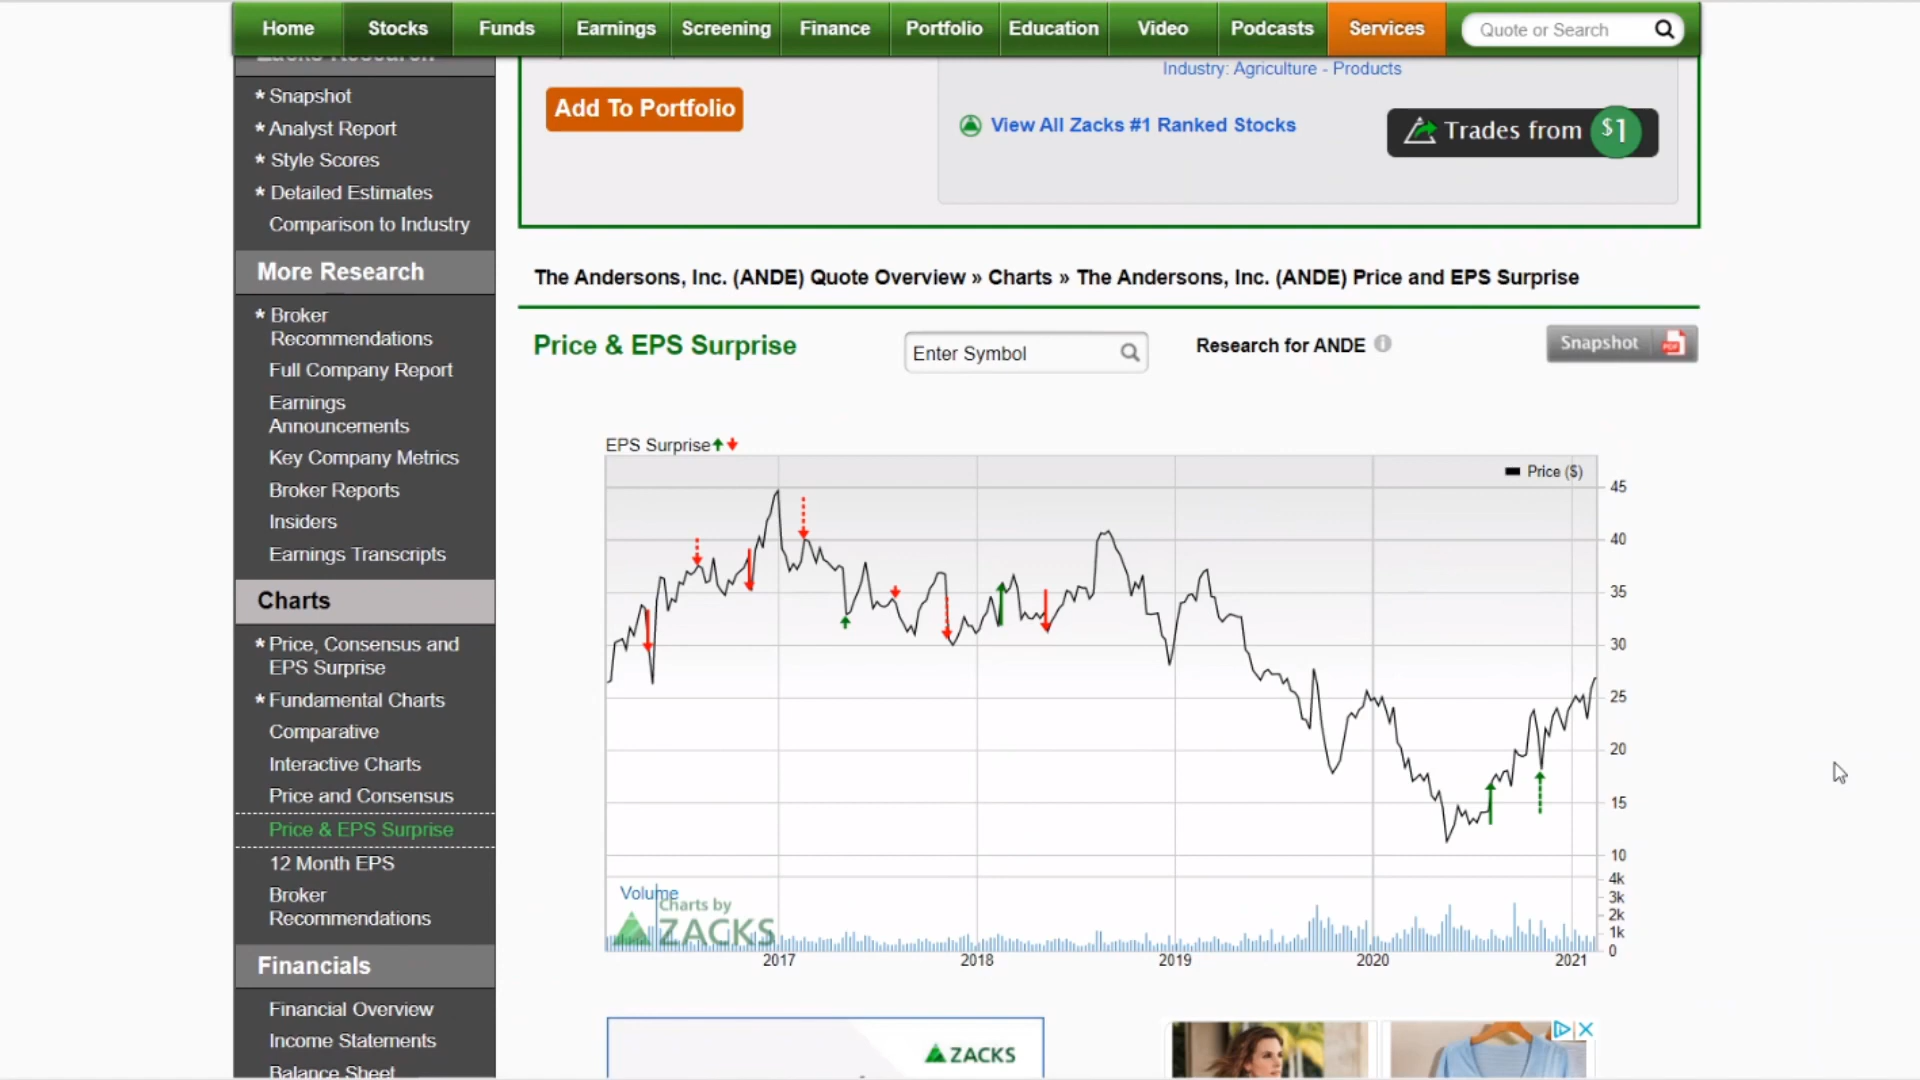 Home Stocks Funds Earnings Screening Finance Portfolio Education Video Podcasts Services Quote or Search
Zacks Research
* Snapshot
* Analyst Report
* Style Scores
* Detailed Estimates
Comparison to Industry
More Research
* Broker
Recommendations
Full Company Report
Earnings
Announcements
Key Company Metrics
Broker Reports
Insiders
Earnings Transcripts
Charts
* Price, Consensus and
EPS Surprise
* Fundamental Charts
Comparative
Interactive Charts
Price and Consensus
Price & EPS Surprise
12 Month EPS
Broker
Recommendations
Financials
Financial Overview
Income Statements
Balance Sheet
Industry: Agriculture - Products
Add To Portfolio
View All Zacks #1 Ranked Stocks
Trades from $1
The Andersons, Inc. (ANDE) Quote Overview » Charts » The Andersons, Inc. (ANDE) Price and EPS Surprise
Price & EPS Surprise
Enter Symbol
Research for ANDE
Snapshot PDF
EPS Surprise
Price ($)
45
40
35
30
25
20
15
10
4k
3k
2k
1k
0
Volume
Charts by
ZACKS
2017 2018 2019 2020 2021
ZACKS